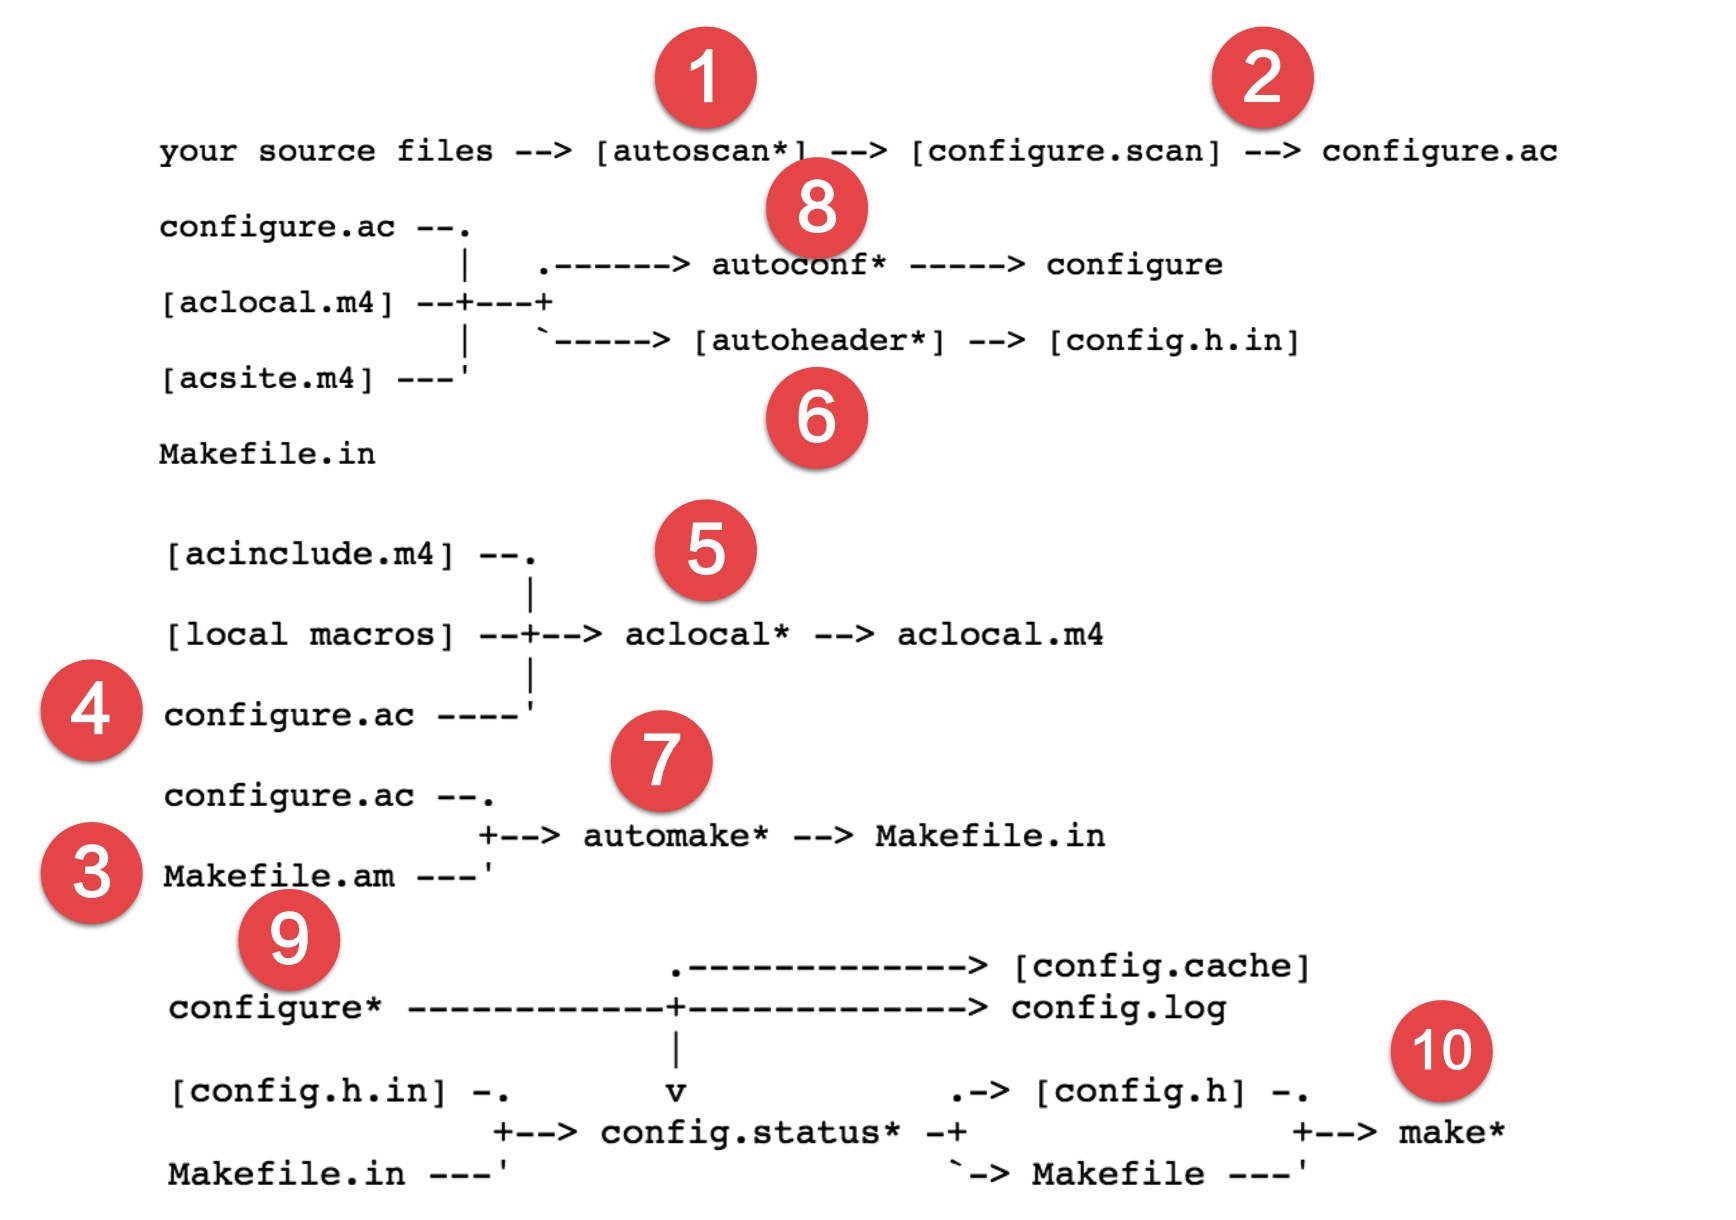 1 2
your source files --> [autoscan*] --> [configure.scan] --> configure.ac
8
configure.ac --.
| .------> autoconf* -----> configure
[aclocal.m4] --+---+
| `-----> [autoheader*] --> [config.h.in]
[acsite.m4] ---'
6
Makefile.in
5
[acinclude.m4] --.
|
[local macros] --+--> aclocal* --> aclocal.m4
|
4 configure.ac ----'
7
configure.ac --.
+--> automake* --> Makefile.in
3 Makefile.am ---'
9
.-------------> [config.cache]
configure* ------------+-------------> config.log
| 10
[config.h.in] -. v .-> [config.h] -.
+--> config.status* -+ +--> make*
Makefile.in ---' `-> Makefile ---'